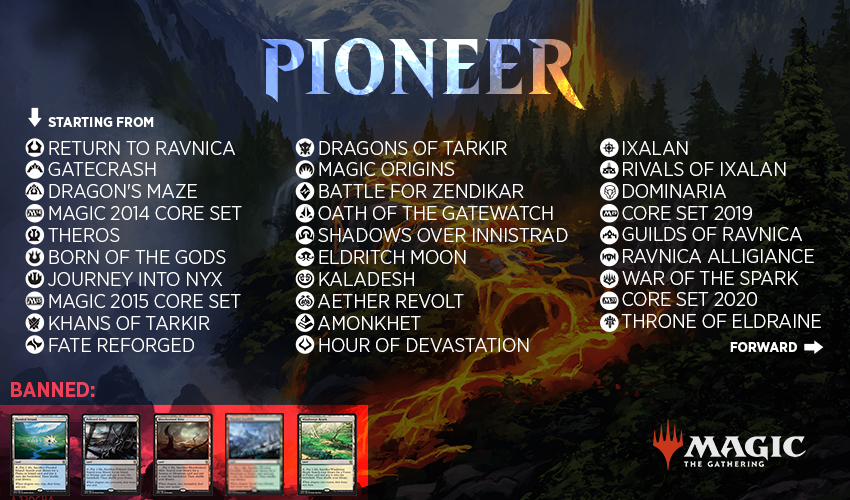 PIONEER
STARTING FROM
RETURN TO RAVNICA
GATECRASH
DRAGON'S MAZE
MAGIC 2014 CORE SET
THEROS
BORN OF THE GODS
JOURNEY INTO NYX
MAGIC 2015 CORE SET
KHANS OF TARKIR
FATE REFORGED
DRAGONS OF TARKIR
MAGIC ORIGINS
BATTLE FOR ZENDIKAR
OATH OF THE GATEWATCH
SHADOWS OVER INNISTRAD
ELDRITCH MOON
KALADESH
AETHER REVOLT
AMONKHET
HOUR OF DEVASTATION
IXALAN
RIVALS OF IXALAN
DOMINARIA
CORE SET 2019
GUILDS OF RAVNICA
RAVNICA ALLIGIANCE
WAR OF THE SPARK
CORE SET 2020
THRONE OF ELDRAINE
FORWARD
BANNED:
MAGIC
THE GATHERING